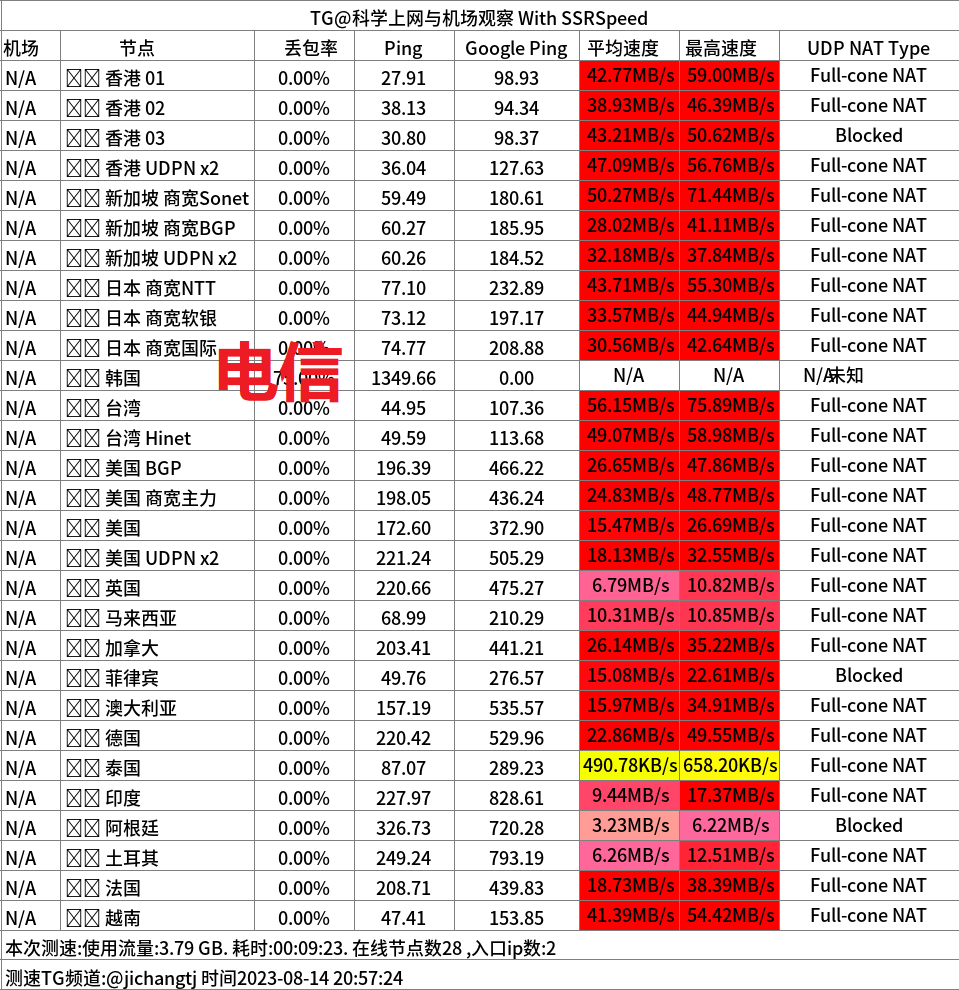 TG@科学上网与机场观察 With SSRSpeed
机场 节点 丢包率 Ping Google Ping 平均速度 最高速度 UDP NAT Type
N/A 香港 01 0.00% 27.91 98.93 42.77MB/s 59.00MB/s Full-cone NAT
N/A 香港 02 0.00% 38.13 94.34 38.93MB/s 46.39MB/s Full-cone NAT
N/A 香港 03 0.00% 30.80 98.37 43.21MB/s 50.62MB/s Blocked
N/A 香港 UDPN x2 0.00% 36.04 127.63 47.09MB/s 56.76MB/s Full-cone NAT
N/A 新加坡 商宽Sonet 0.00% 59.49 180.61 50.27MB/s 71.44MB/s Full-cone NAT
N/A 新加坡 商宽BGP 0.00% 60.27 185.95 28.02MB/s 41.11MB/s Full-cone NAT
N/A 新加坡 UDPN x2 0.00% 60.26 184.52 32.18MB/s 37.84MB/s Full-cone NAT
N/A 日本 商宽NTT 0.00% 77.10 232.89 43.71MB/s 55.30MB/s Full-cone NAT
N/A 日本 商宽软银 0.00% 73.12 197.17 33.57MB/s 44.94MB/s Full-cone NAT
N/A 日本 商宽国际 0.00% 74.77 208.88 30.56MB/s 42.64MB/s Full-cone NAT
电信
N/A 韩国 1349.66 0.00 N/A N/A N/A未知
N/A 台湾 0.00% 44.95 107.36 56.15MB/s 75.89MB/s Full-cone NAT
N/A 台湾 Hinet 0.00% 49.59 113.68 49.07MB/s 58.98MB/s Full-cone NAT
N/A 美国 BGP 0.00% 196.39 466.22 26.65MB/s 47.86MB/s Full-cone NAT
N/A 美国 商宽主力 0.00% 198.05 436.24 24.83MB/s 48.77MB/s Full-cone NAT
N/A 美国 0.00% 172.60 372.90 15.47MB/s 26.69MB/s Full-cone NAT
N/A 美国 UDPN x2 0.00% 221.24 505.29 18.13MB/s 32.55MB/s Full-cone NAT
N/A 英国 0.00% 220.66 475.27 6.79MB/s 10.82MB/s Full-cone NAT
N/A 马来西亚 0.00% 68.99 210.29 10.31MB/s 10.85MB/s Full-cone NAT
N/A 加拿大 0.00% 203.41 441.21 26.14MB/s 35.22MB/s Full-cone NAT
N/A 菲律宾 0.00% 49.76 276.57 15.08MB/s 22.61MB/s Blocked
N/A 澳大利亚 0.00% 157.19 535.57 15.97MB/s 34.91MB/s Full-cone NAT
N/A 德国 0.00% 220.42 529.96 22.86MB/s 49.55MB/s Full-cone NAT
N/A 泰国 0.00% 87.07 289.23 490.78KB/s 658.20KB/s Full-cone NAT
N/A 印度 0.00% 227.97 828.61 9.44MB/s 17.37MB/s Full-cone NAT
N/A 阿根廷 0.00% 326.73 720.28 3.23MB/s 6.22MB/s Blocked
N/A 土耳其 0.00% 249.24 793.19 6.26MB/s 12.51MB/s Full-cone NAT
N/A 法国 0.00% 208.71 439.83 18.73MB/s 38.39MB/s Full-cone NAT
N/A 越南 0.00% 47.41 153.85 41.39MB/s 54.42MB/s Full-cone NAT
本次测速:使用流量:3.79 GB. 耗时:00:09:23. 在线节点数28 ,入口ip数:2
测速TG频道:@jichangtj 时间2023-08-14 20:57:24